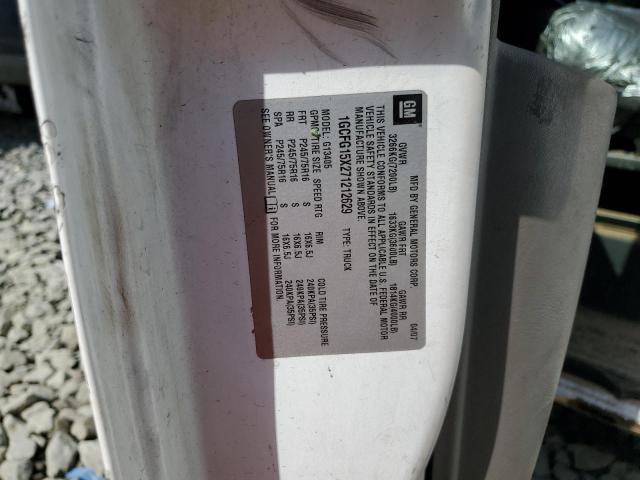 GM MFD BY GENERAL MOTORS CORP 04/07
GVWR GAWR FRT GAWR RR
3266KG(7200LB) 1633KG(3600LB) 1814KG(4000LB)
THIS VEHICLE CONFORMS TO ALL APPLICABLE U.S. FEDERAL MOTOR
VEHICLE SAFETY STANDARDS IN EFFECT ON THE DATE OF
MANUFACTURE SHOWN ABOVE
1GCFG15X271212629 TYPE: TRUCK
MODEL: G13405
TIRE SIZE SPEED RTG RIM COLD TIRE PRESSURE
FRT P245/75R16 S 16X6.5J 240KPA(35PSI)
RR P245/75R16 S 16X6.5J 240KPA(35PSI)
SPA P245/75R16 S 16X6.5J 240KPA(35PSI)
SEE OWNER'S MANUAL i FOR MORE INFORMATION